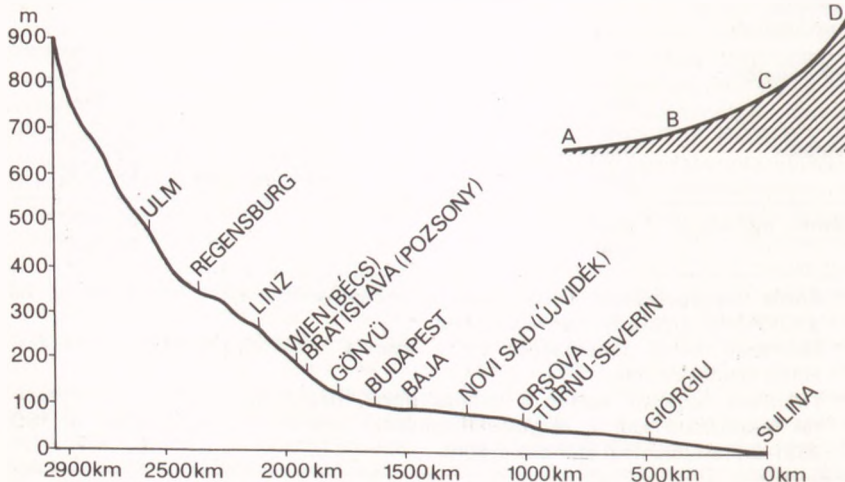 m
900
800
700
600
500
400
300
200
100
0
ULM
REGENSBURG
LINZ
WIEN (BÉCS)
BRATISLAVA (POZSONY)
GÖNYÜ
BUDAPEST
BAJA
NOVI SAD (ÚJVIDÉK)
ORSOVA
TURNU-SEVERIN
GIORGIU
SULINA
2900km 2500km 2000km 1500km 1000km 500km 0km
A
B
C
D